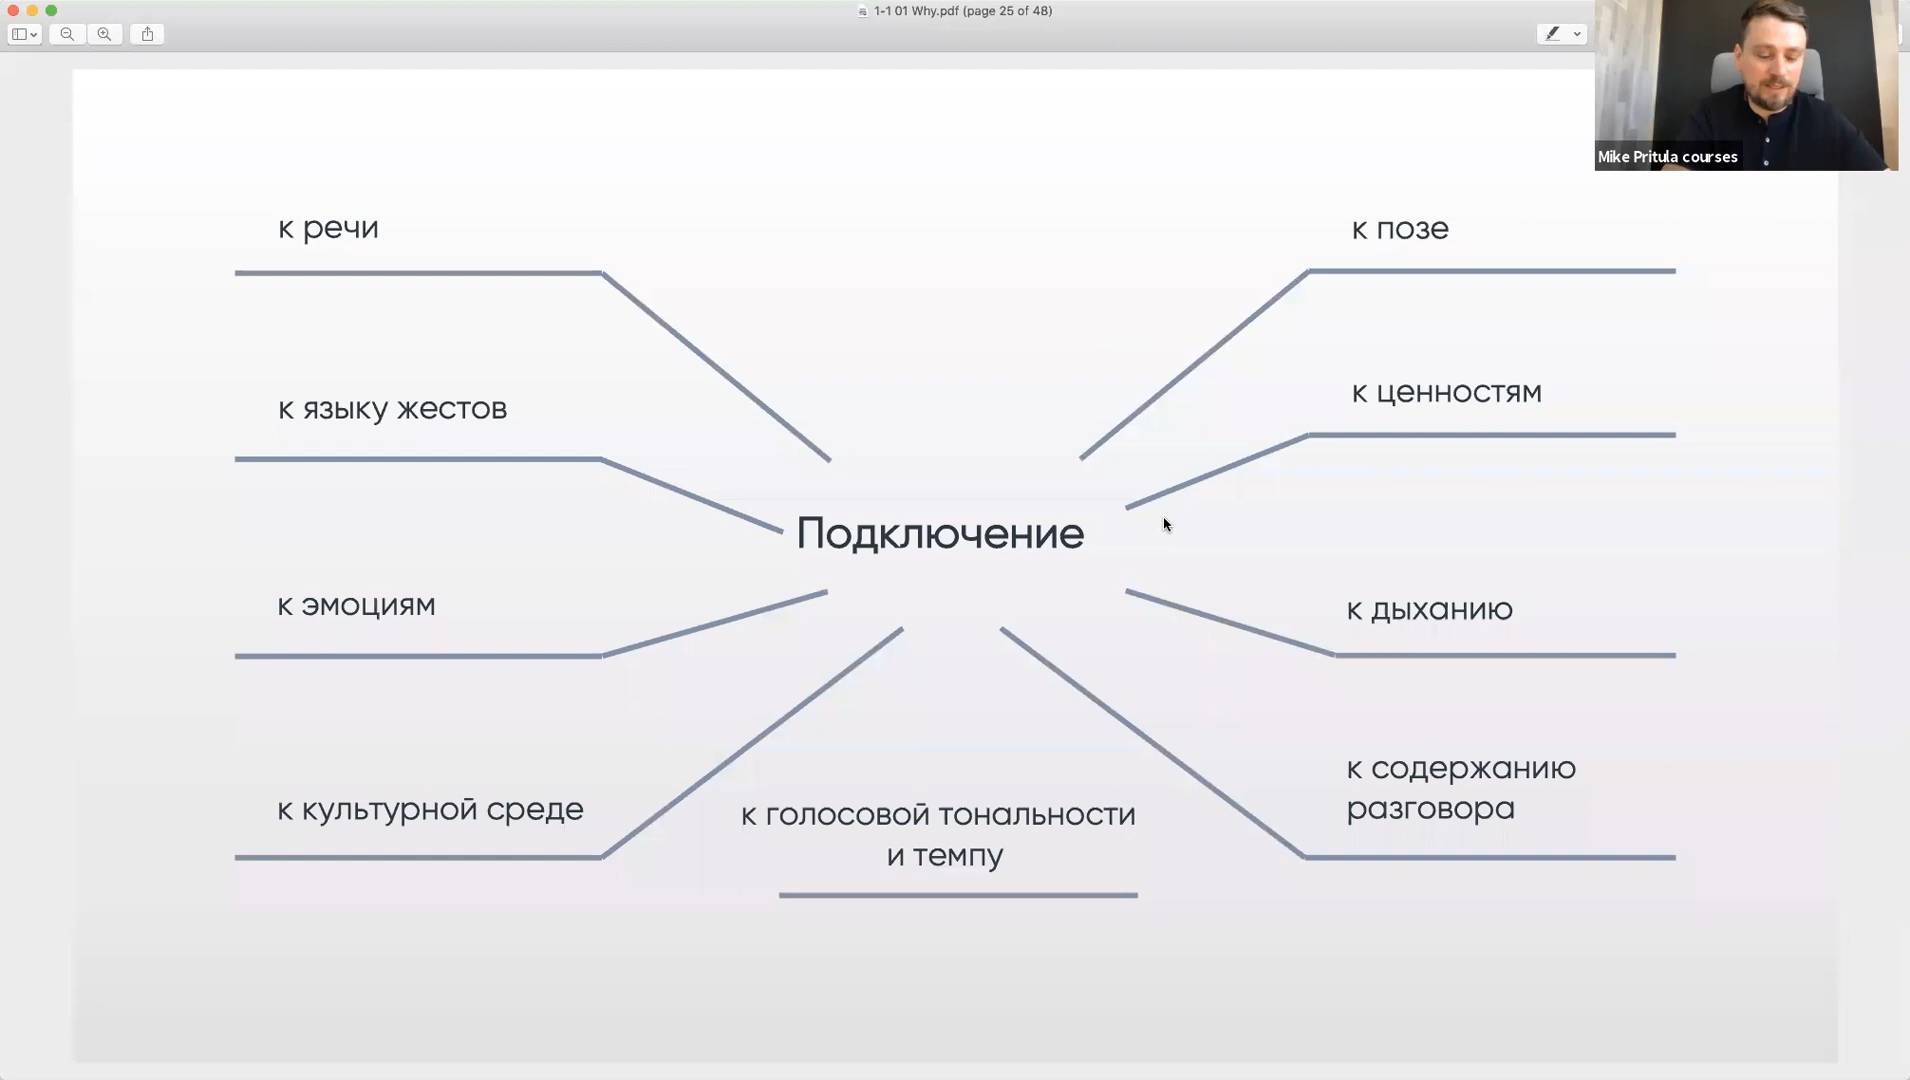 1-1 01 Why.pdf (page 25 of 48)
Mike Pritula courses
к речи
к позе
к языку жестов
к ценностям
Подключение
к эмоциям
к дыханию
к культурной среде
к голосовой тональности
и темпу
к содержанию
разговора